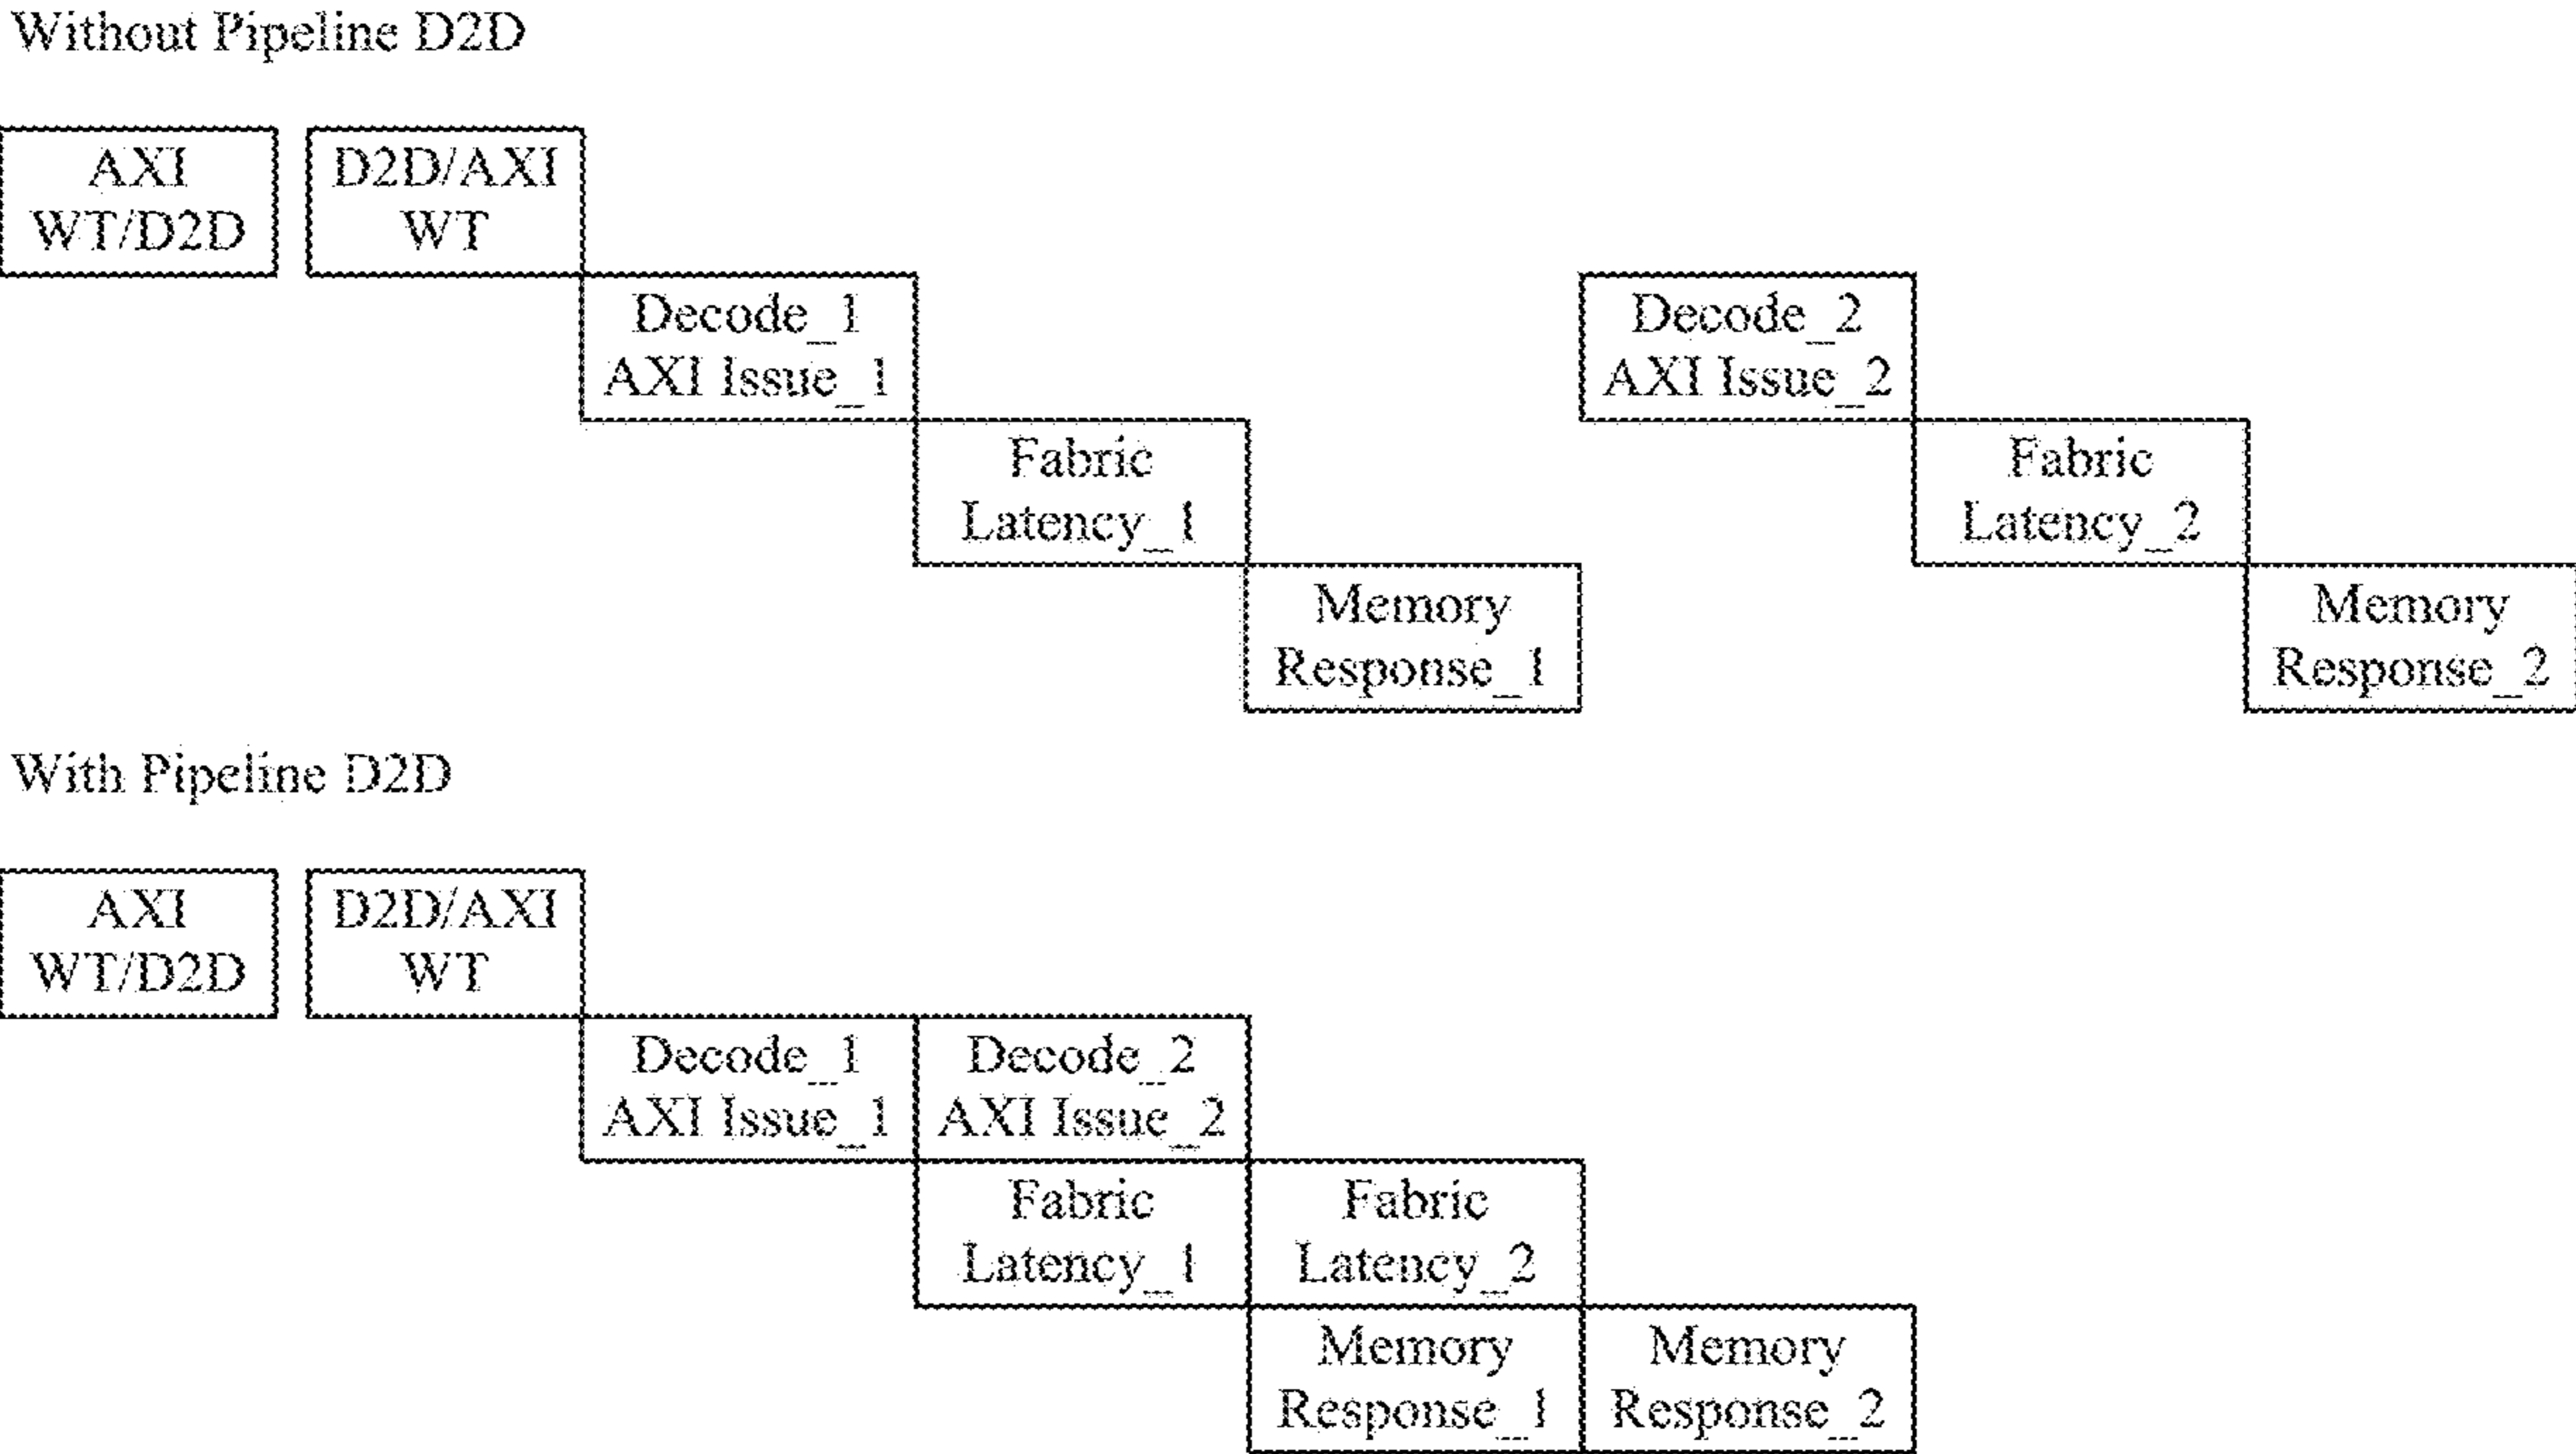 Without Pipeline D2D
AXI
WT/D2D
D2D/AXI
WT
Decode_1
AXI Issue_1
Decode_2
AXI Issue_2
Fabric
Latency_1
Fabric
Latency_2
Memory
Response_1
Memory
Response_2
With Pipeline D2D
AXI
WT/D2D
D2D/AXI
WT
Decode_1
AXI Issue_1
Decode_2
AXI Issue_2
Fabric
Latency_1
Fabric
Latency_2
Memory
Response_1
Memory
Response_2